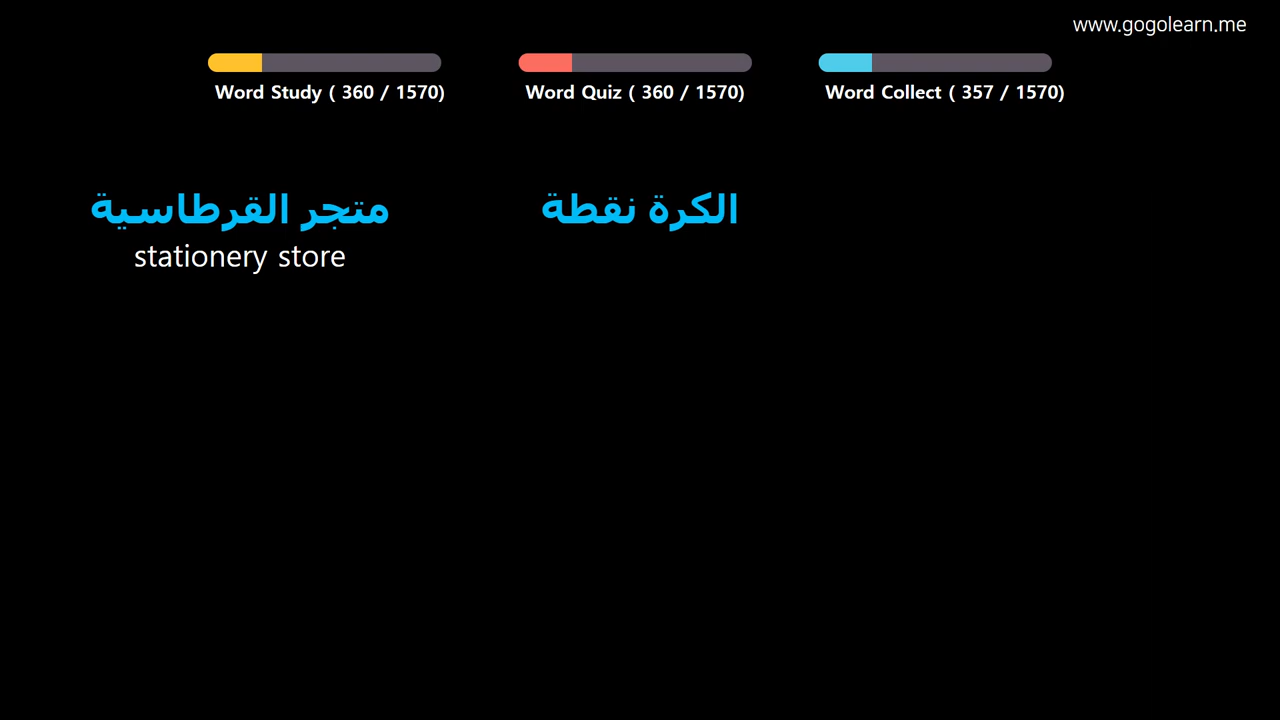 www.gogolearn.me
Word Study ( 360 / 1570)
Word Quiz ( 360 / 1570)
Word Collect ( 357 / 1570)
متجر القرطاسية
stationery store
الكرة نقطة